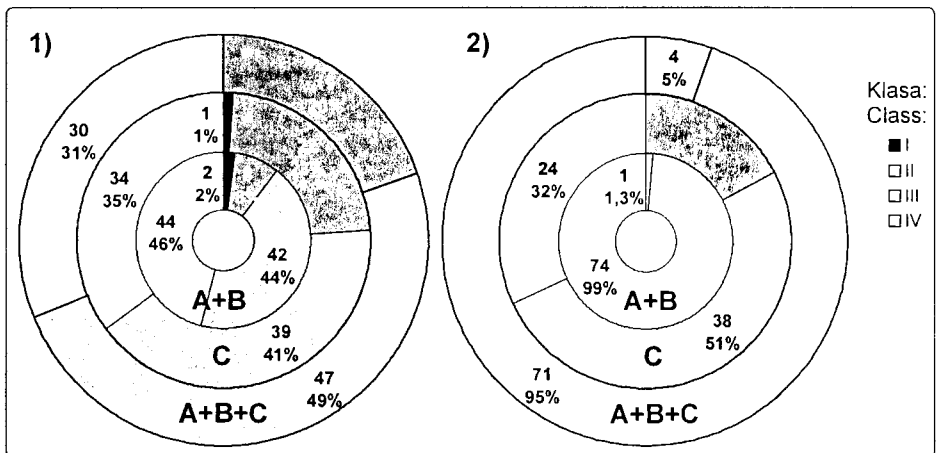 1)
30
31%
1
1%
34
35%
2
2%
44
46%
42
44%
A+B
39
41%
C
47
49%
A+B+C
2)
4
5%
24
32%
1
1,3%
74
99%
A+B
38
51%
C
71
95%
A+B+C
Klasa:
Class:
I
II
III
IV